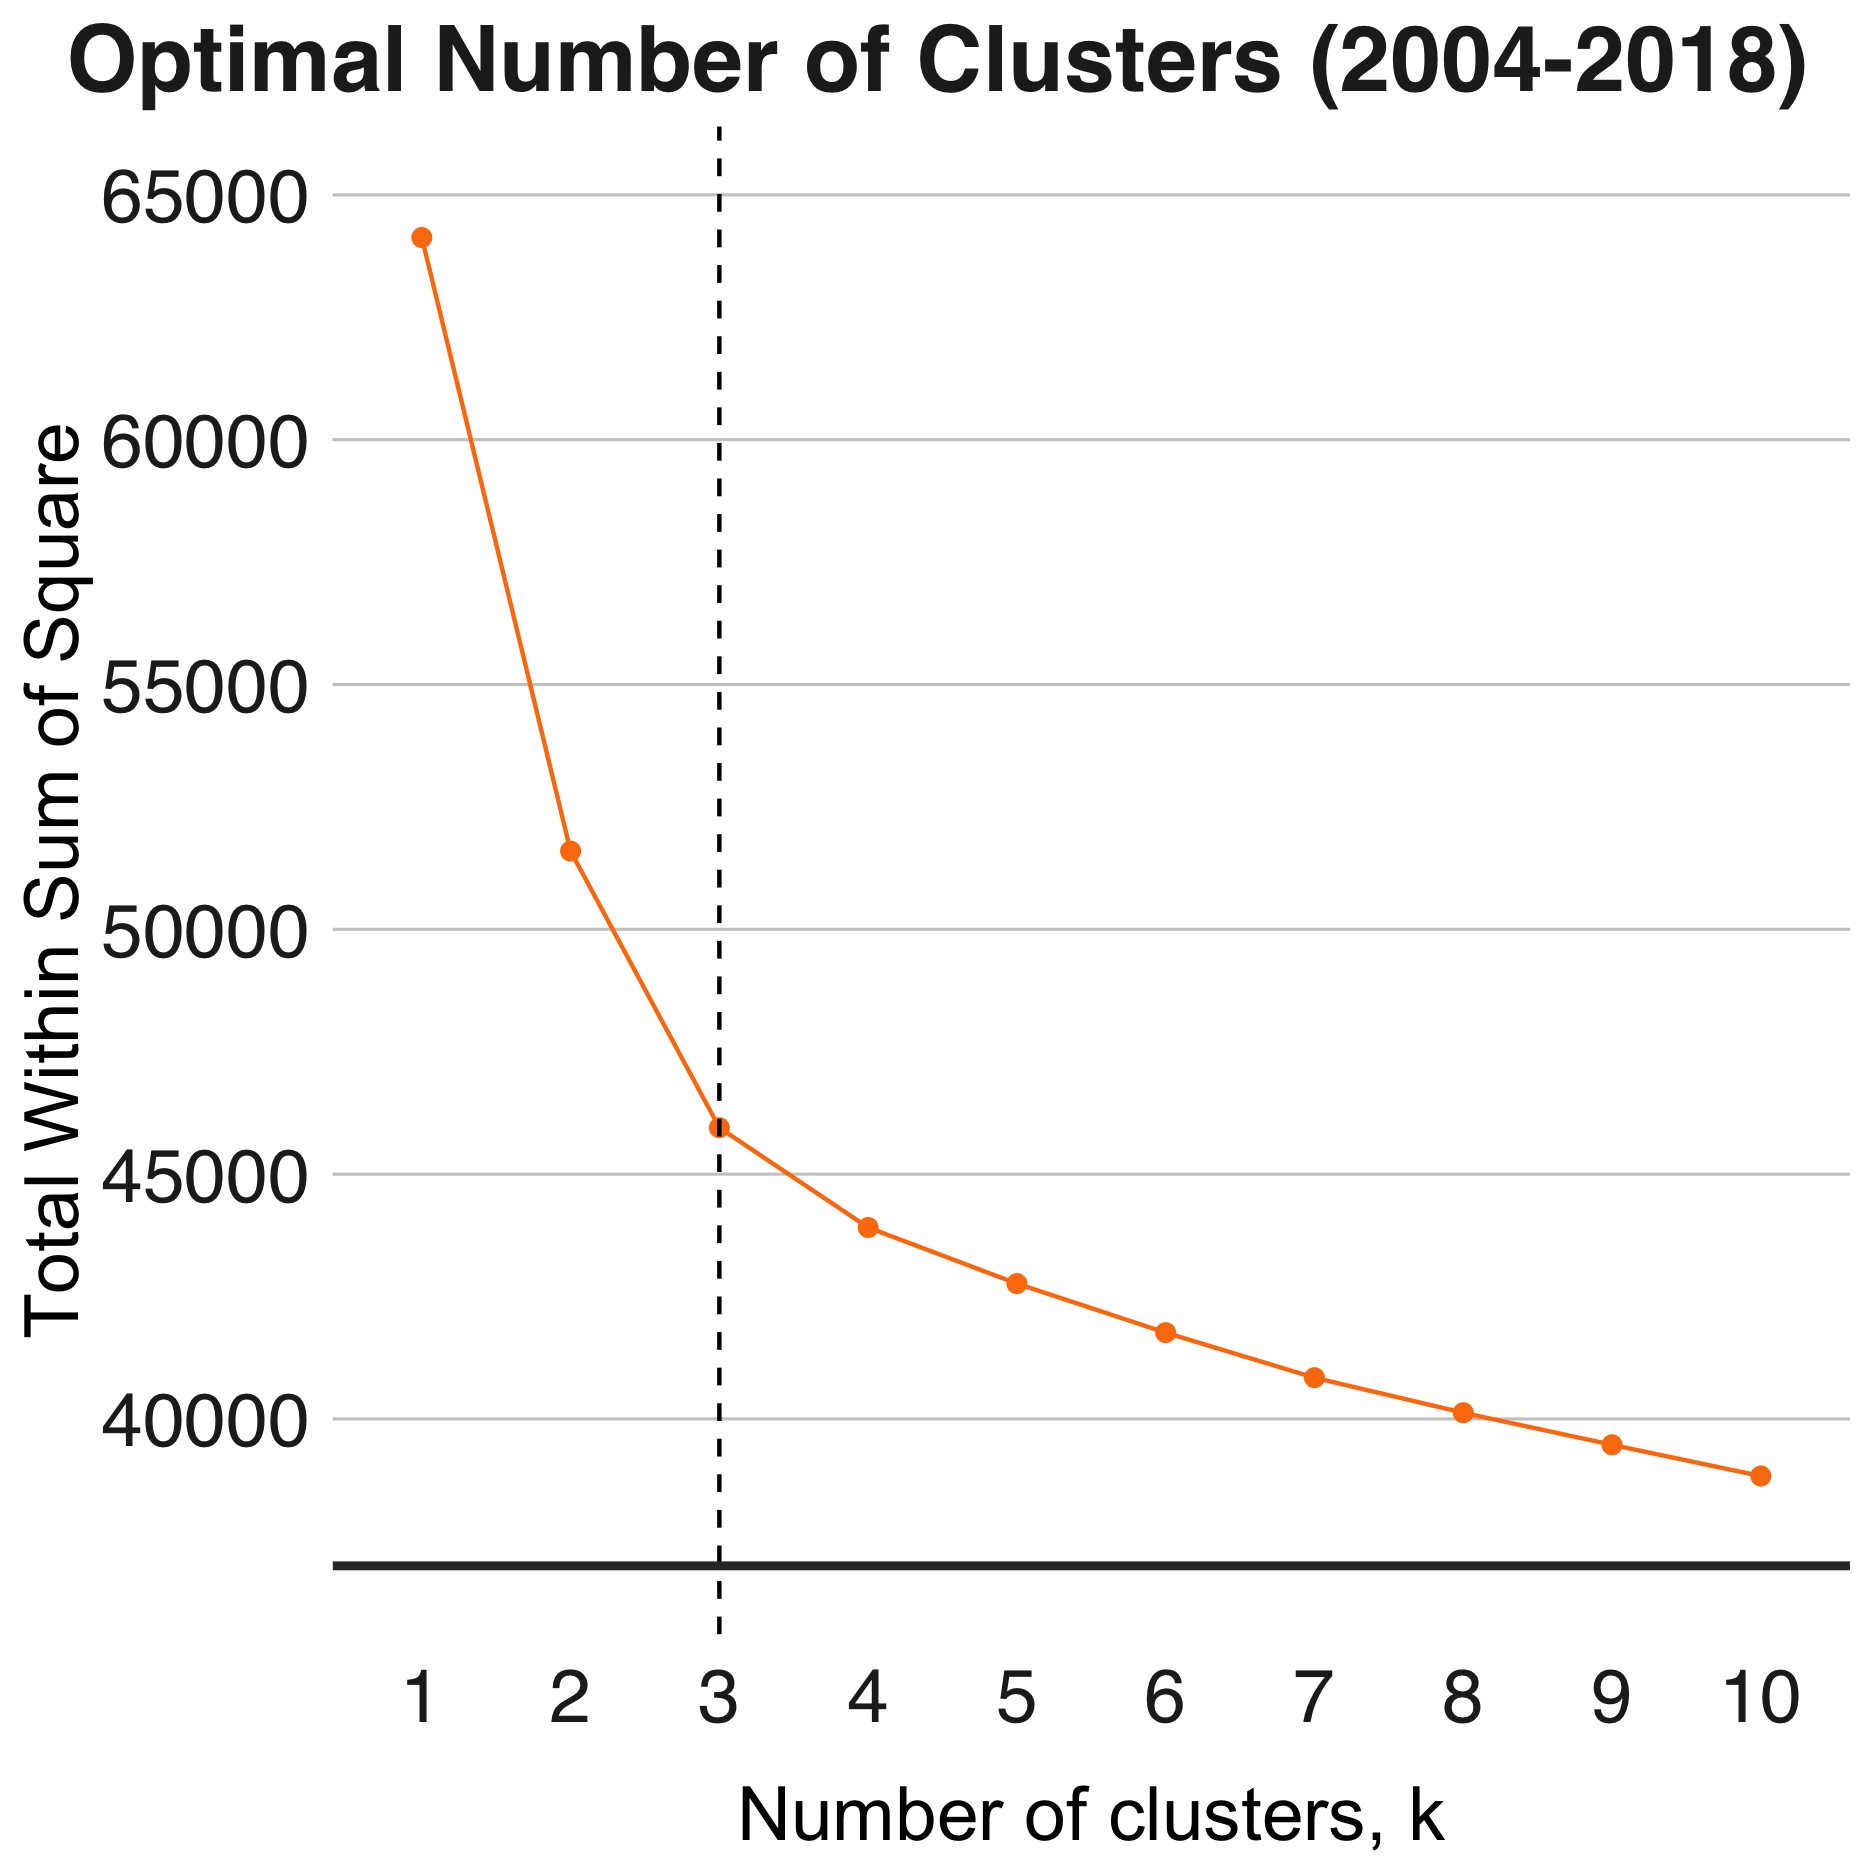 Optimal Number of Clusters (2004-2018)
Total Within Sum of Square
65000
60000
55000
50000
45000
40000
1 2 3 4 5 6 7 8 9 10
Number of clusters, k